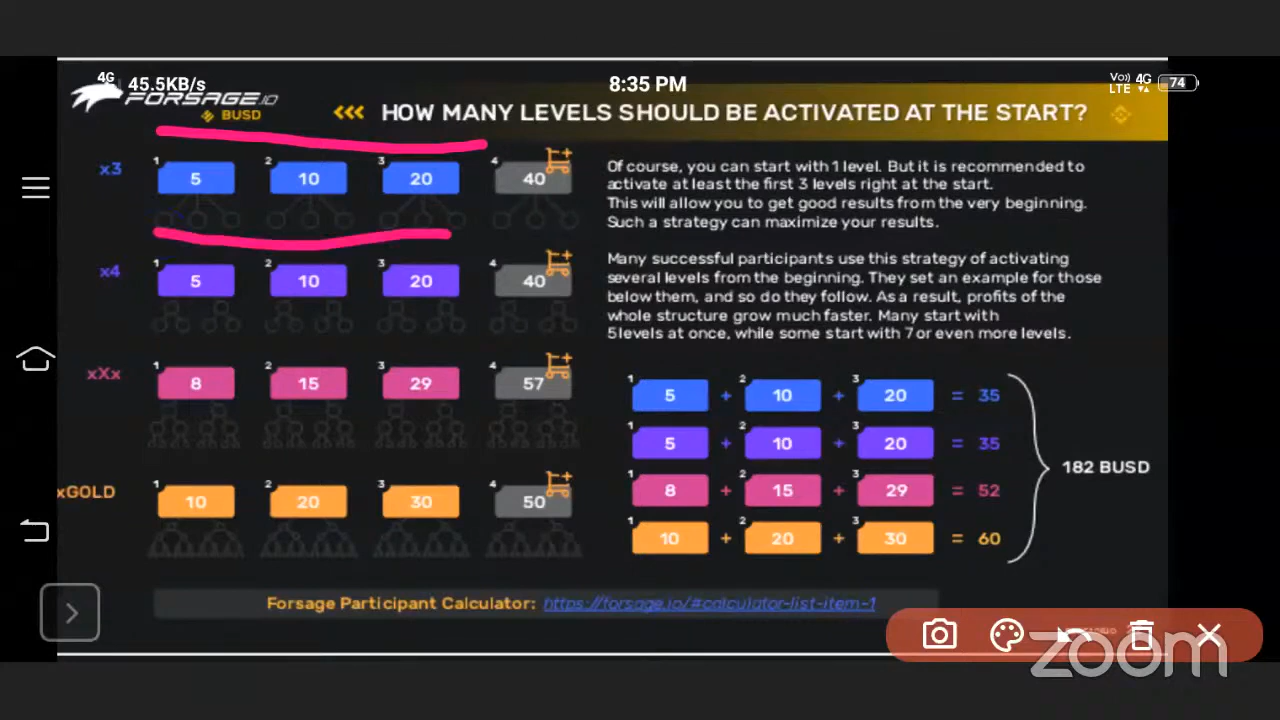 4G 45.5KB/s
8:35 PM
Vo)) 4G
LTE
74
FORSAGE.IO
BUSD
HOW MANY LEVELS SHOULD BE ACTIVATED AT THE START?
x3
1 5
2 10
3 20
4 40
x4
1 5
2 10
3 20
4 40
xXx
1 8
2 15
3 29
4 57
xGOLD
1 10
2 20
3 30
4 50
Of course, you can start with 1 level. But it is recommended to
activate at least the first 3 levels right at the start.
This will allow you to get good results from the very beginning.
Such a strategy can maximize your results.
Many successful participants use this strategy of activating
several levels from the beginning. They set an example for those
below them, and so do they follow. As a result, profits of the
whole structure grow much faster. Many start with
5levels at once, while some start with 7 or even more levels.
1 5 + 2 10 + 3 20 = 35
1 5 + 2 10 + 3 20 = 35
1 8 + 2 15 + 3 29 = 52
1 10 + 2 20 + 3 30 = 60
182 BUSD
Forsage Participant Calculator: https://forsage.io/#calculator-list-item-1
zoom